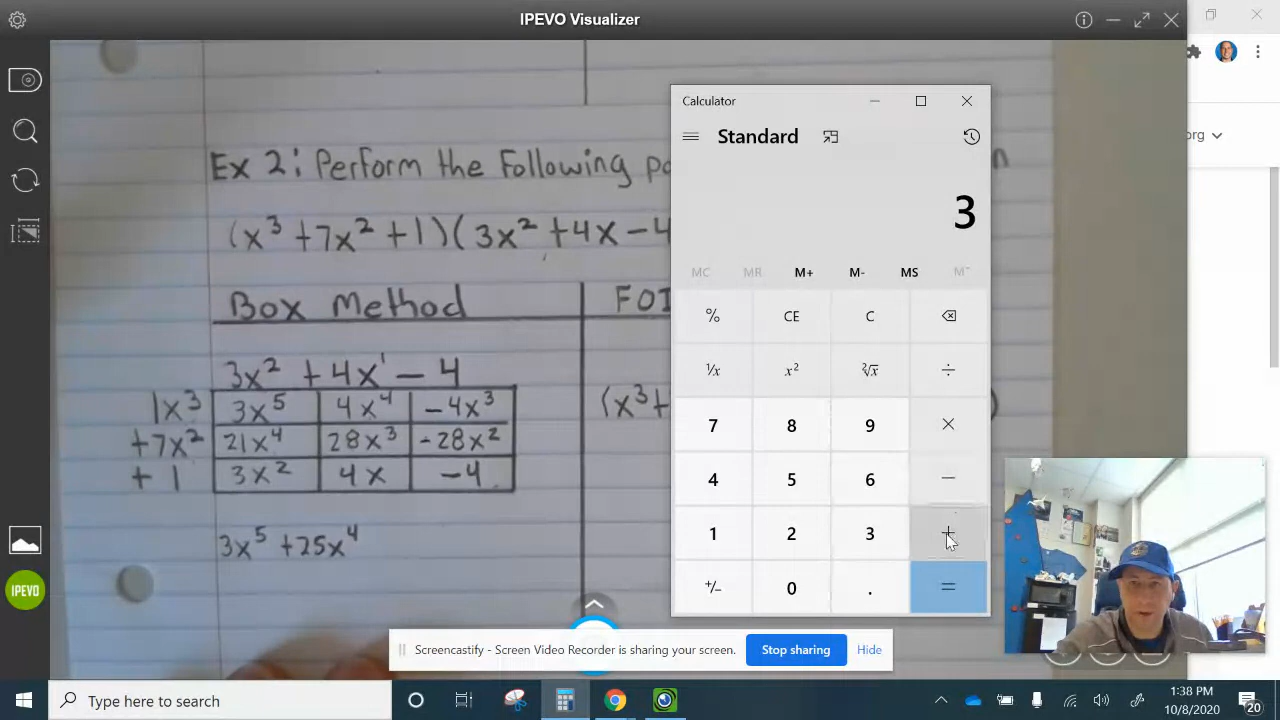 IPEVO Visualizer
org
Ex 2: Perform the Following po
n
(x³ + 7x² + 1)(3x² + 4x - 4
Box Method
FOI
3x² + 4x¹ - 4
1x³ 3x⁵ 4x⁴ -4x³
(x³+
)
+7x² 21x⁴ 28x³ -28x²
+ 1 3x² 4x -4
3x⁵ + 25x⁴
Calculator
Standard
3
MC MR M+ M- MS M˅
% CE C
¹/x x² ²√x ÷
7 8 9 ×
4 5 6 −
1 2 3 +
+/− 0 . =
IPEVO
Screencastify - Screen Video Recorder is sharing your screen.
Stop sharing
Hide
Type here to search
1:38 PM
10/8/2020
20